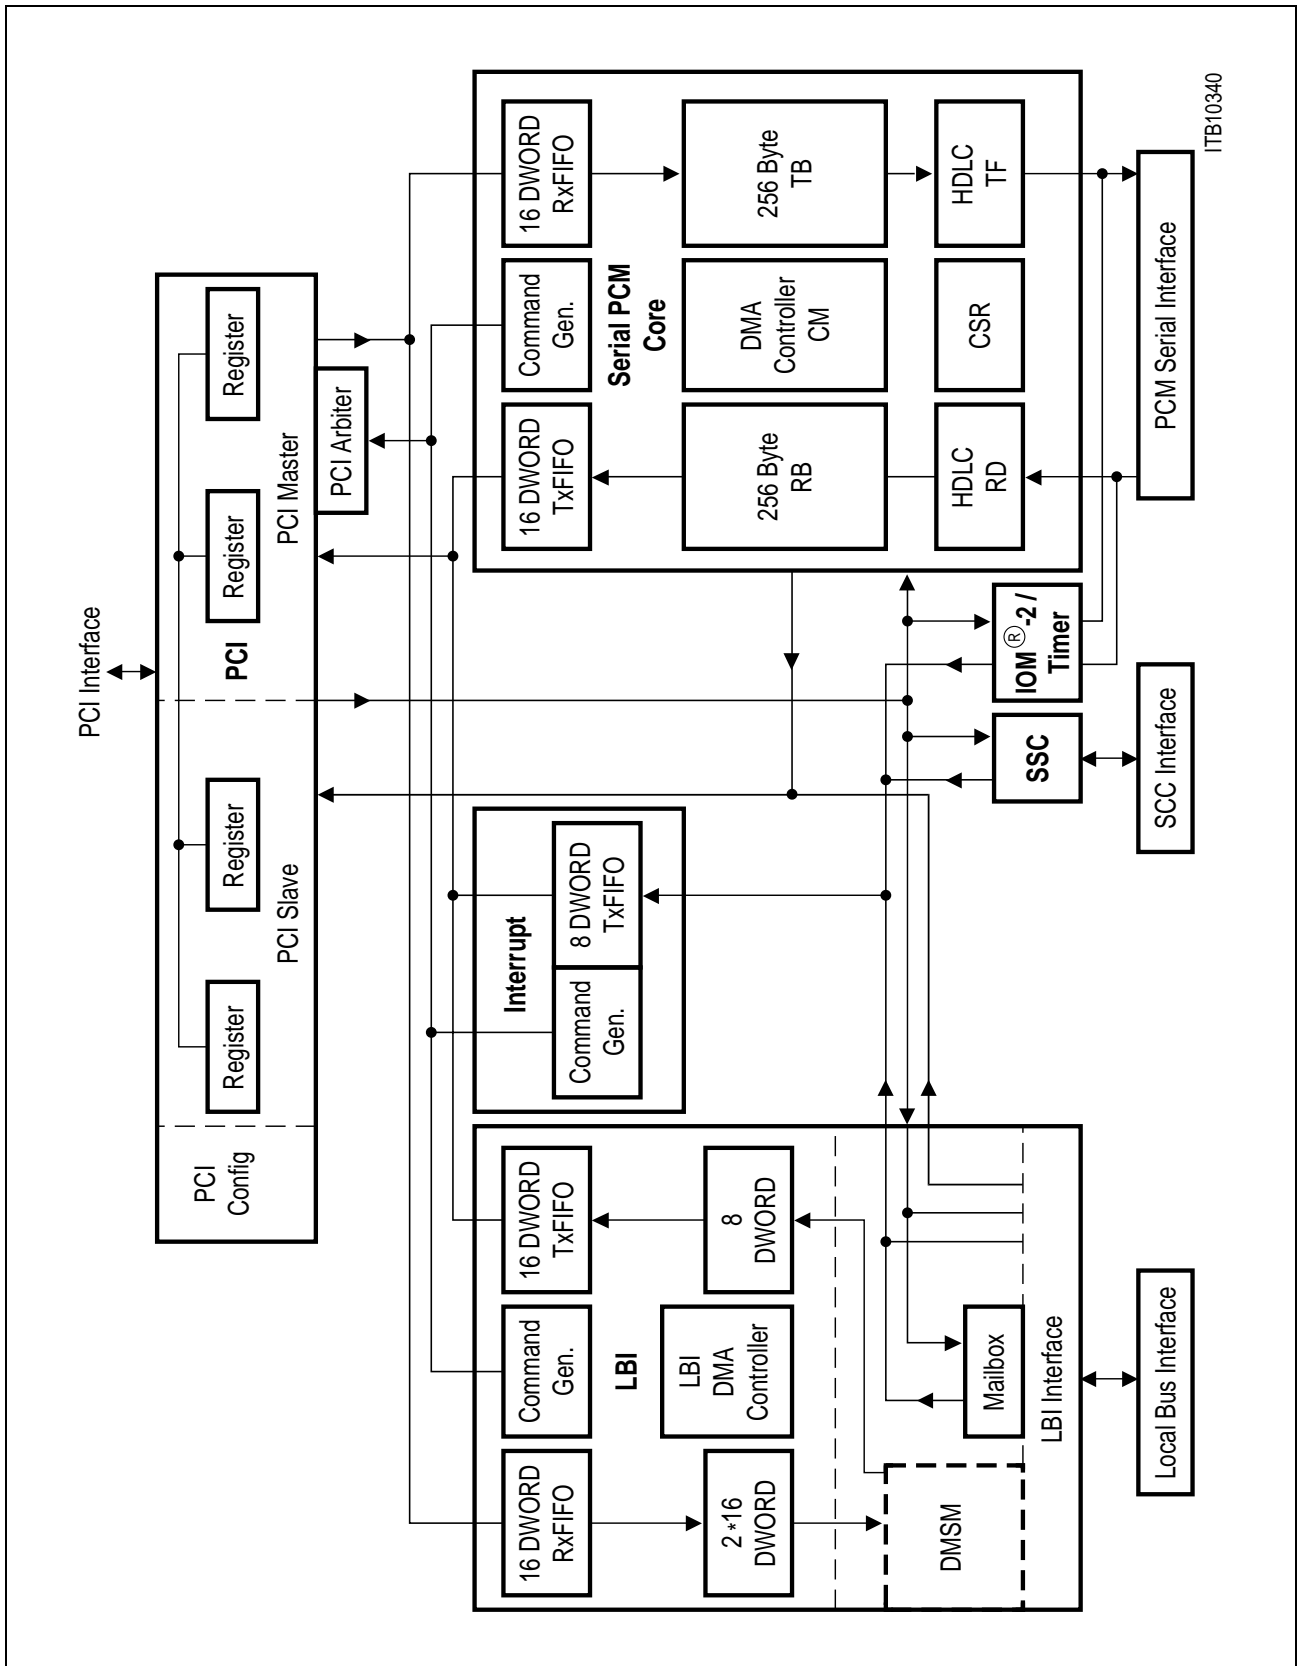 PCI Interface
PCI
Config
Register
Register
Register
Register
PCI Slave
PCI
PCI Master
PCI Arbiter
16 DWORD
RxFIFO
Command
Gen.
16 DWORD
TxFIFO
LBI
2*16
DWORD
LBI
DMA
Controller
8
DWORD
DMSM
Mailbox
LBI Interface
Local Bus Interface
Interrupt
Command
Gen.
8 DWORD
TxFIFO
16 DWORD
TxFIFO
Command
Gen.
16 DWORD
RxFIFO
Serial PCM
Core
256 Byte
RB
DMA
Controller
CM
256 Byte
TB
HDLC
RD
CSR
HDLC
TF
SSC
IOM®-2 /
Timer
SCC Interface
PCM Serial Interface
ITB10340